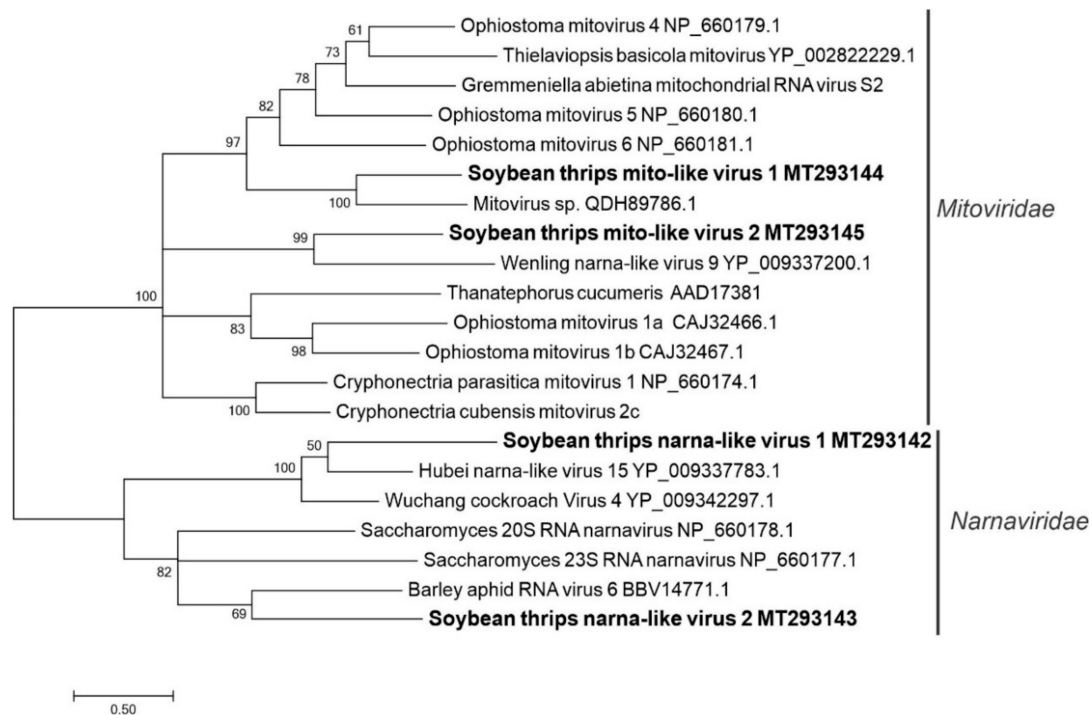 Ophiostoma mitovirus 4 NP_660179.1
61
Thielaviopsis basicola mitovirus YP_002822229.1
73
Gremmeniella abietina mitochondrial RNA virus S2
78
Ophiostoma mitovirus 5 NP_660180.1
82
Ophiostoma mitovirus 6 NP_660181.1
97
Soybean thrips mito-like virus 1 MT293144
100
Mitovirus sp. QDH89786.1
Mitoviridae
Soybean thrips mito-like virus 2 MT293145
99
Wenling narna-like virus 9 YP_009337200.1
100
Thanatephorus cucumeris AAD17381
83
Ophiostoma mitovirus 1a CAJ32466.1
98
Ophiostoma mitovirus 1b CAJ32467.1
Cryphonectria parasitica mitovirus 1 NP_660174.1
100
Cryphonectria cubensis mitovirus 2c
Soybean thrips narna-like virus 1 MT293142
50
Hubei narna-like virus 15 YP_009337783.1
100
Wuchang cockroach Virus 4 YP_009342297.1
Narnaviridae
Saccharomyces 20S RNA narnavirus NP_660178.1
Saccharomyces 23S RNA narnavirus NP_660177.1
82
Barley aphid RNA virus 6 BBV14771.1
69
Soybean thrips narna-like virus 2 MT293143
0.50